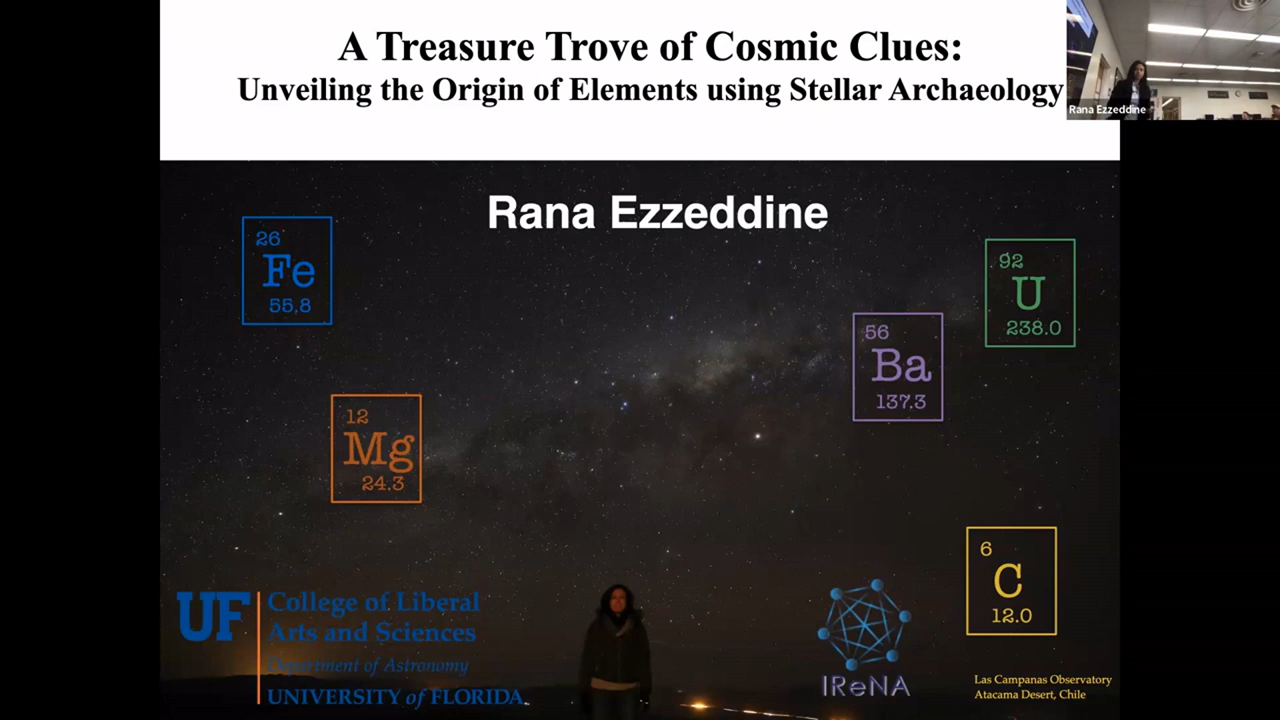 A Treasure Trove of Cosmic Clues:
Unveiling the Origin of Elements using Stellar Archaeology
Rana Ezzeddine
Rana Ezzeddine
26
Fe
55.8
92
U
238.0
56
Ba
137.3
12
Mg
24.3
6
C
12.0
UF
College of Liberal
Arts and Sciences
Department of Astronomy
UNIVERSITY of FLORIDA
IReNA
Las Campanas Observatory
Atacama Desert, Chile